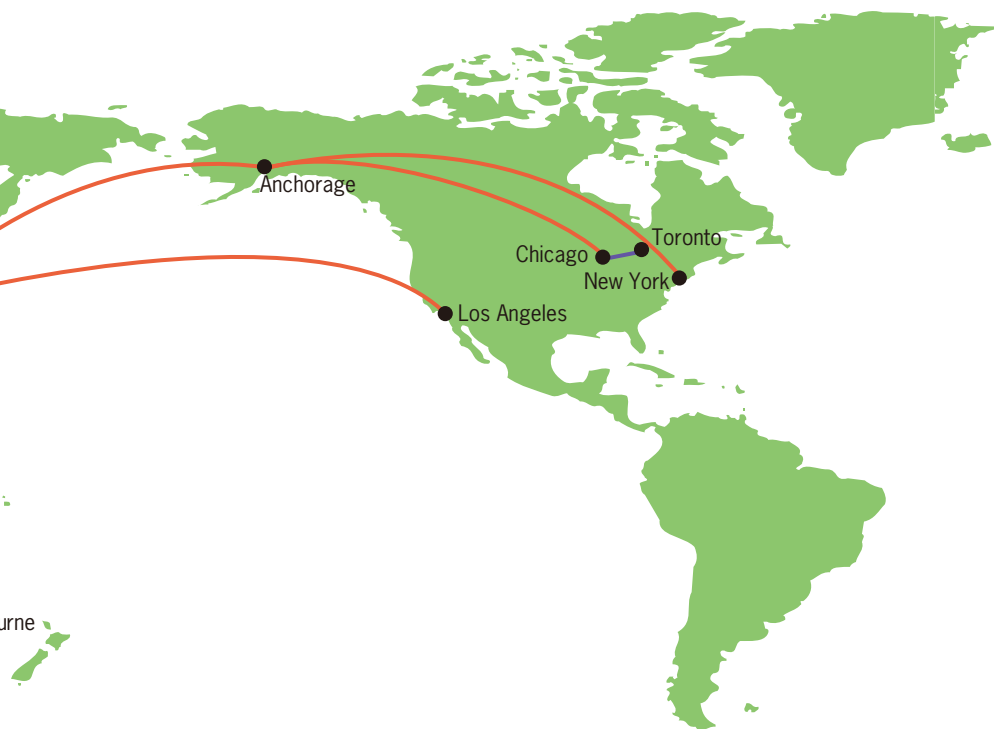 Anchorage
Toronto
Chicago
New York
Los Angeles
urne